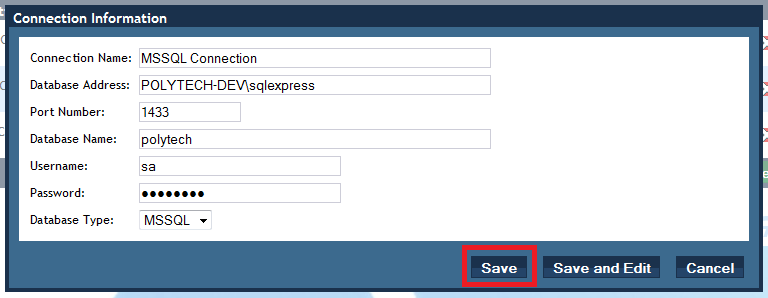 Connection Information
Connection Name: MSSQL Connection
Database Address: POLYTECH-DEV\sqlexpress
Port Number: 1433
Database Name: polytech
Username: sa
Password: ●●●●●●●●
Database Type: MSSQL
Save Save and Edit Cancel